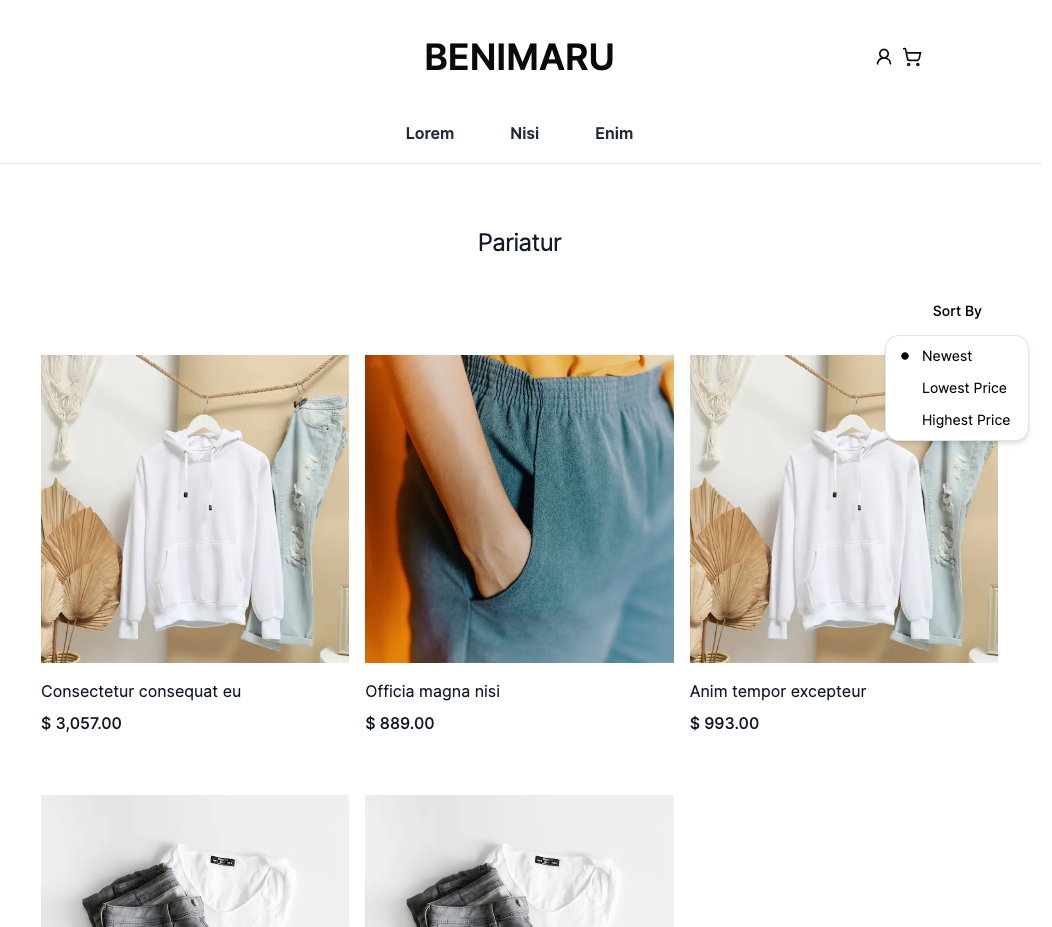 BENIMARU
Lorem Nisi Enim
Pariatur
Sort By
Newest
Lowest Price
Highest Price
Consectetur consequat eu
$ 3,057.00
Officia magna nisi
$ 889.00
Anim tempor excepteur
$ 993.00